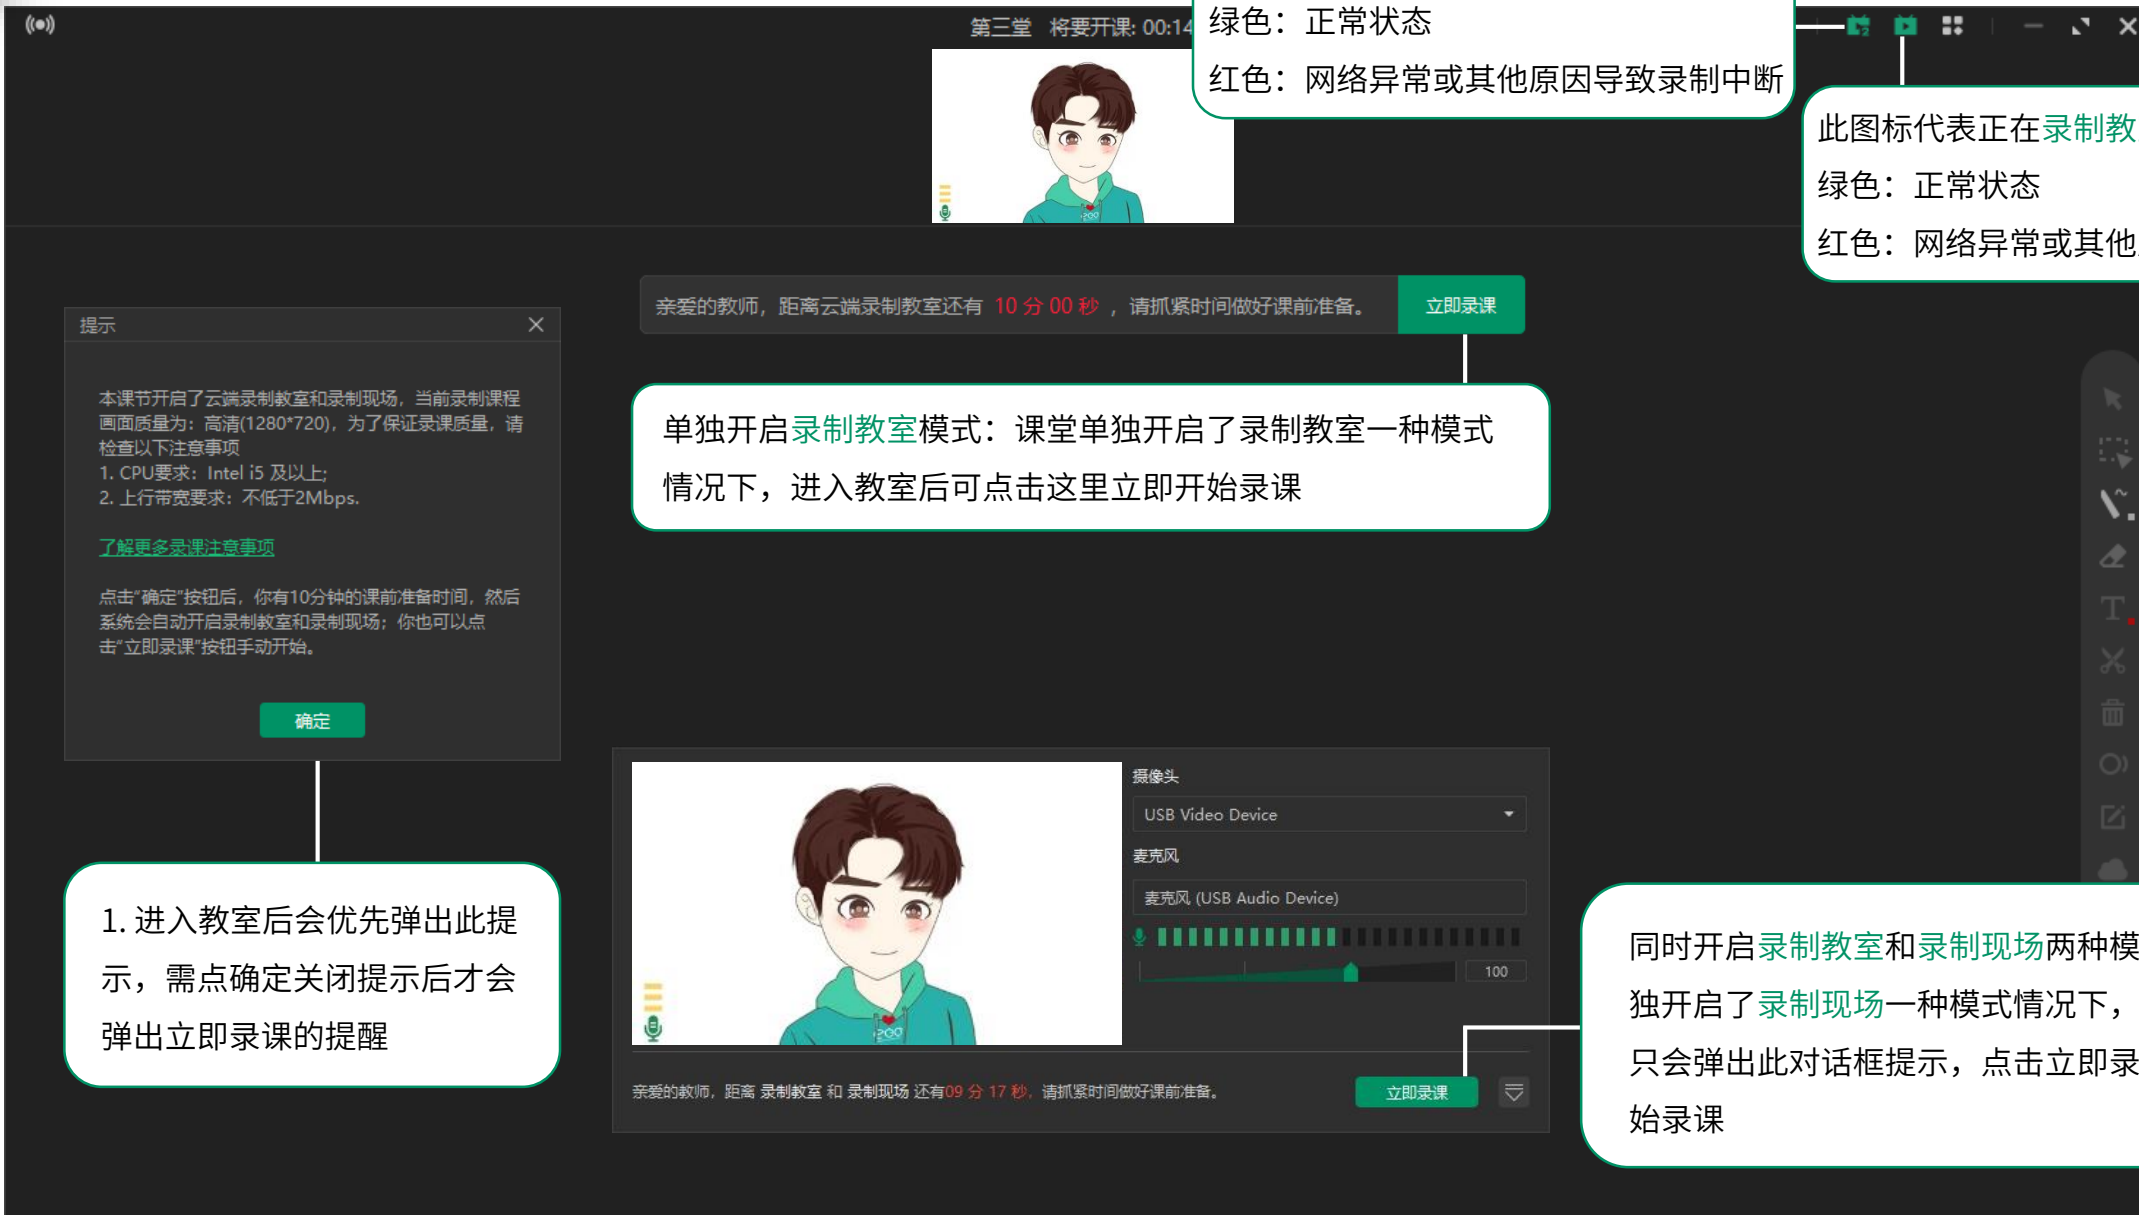 第三堂 将要开课: 00:14
绿色：正常状态
红色：网络异常或其他原因导致录制中断
此图标代表正在录制教
绿色：正常状态
红色：网络异常或其他
亲爱的教师，距离云端录制教室还有 10 分 00 秒 ，请抓紧时间做好课前准备。
立即录课
单独开启录制教室模式：课堂单独开启了录制教室一种模式
情况下，进入教室后可点击这里立即开始录课
提示
本课节开启了云端录制教室和录制现场，当前录制课程
画面质量为：高清(1280*720)，为了保证录课质量，请
检查以下注意事项
1. CPU要求：Intel i5 及以上;
2. 上行带宽要求：不低于2Mbps.
了解更多录课注意事项
点击“确定”按钮后，你有10分钟的课前准备时间，然后
系统会自动开启录制教室和录制现场；你也可以点
击“立即录课”按钮手动开始。
确定
1. 进入教室后会优先弹出此提
示，需点确定关闭提示后才会
弹出立即录课的提醒
摄像头
USB Video Device
麦克风
麦克风 (USB Audio Device)
100
亲爱的教师，距离 录制教室 和 录制现场 还有09 分 17 秒，请抓紧时间做好课前准备。
立即录课
同时开启录制教室和录制现场两种模
独开启了录制现场一种模式情况下，
只会弹出此对话框提示，点击立即录
始录课